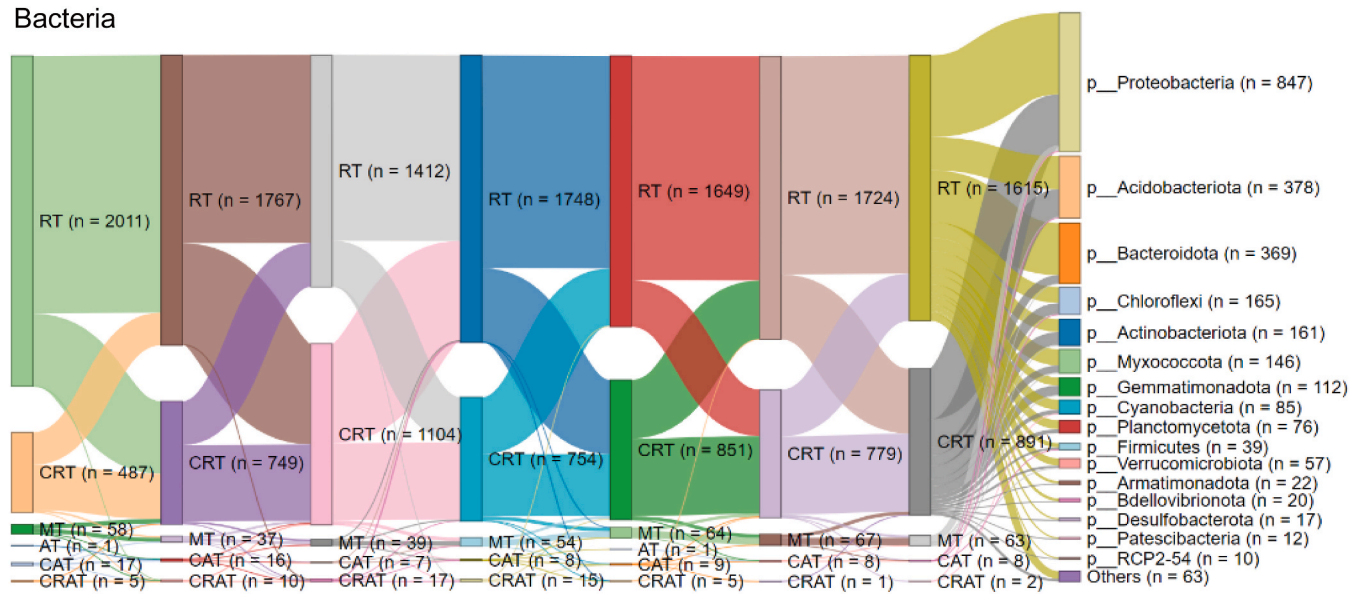 Bacteria
RT (n = 2011)
CRT (n = 487)
MT (n = 58)
AT (n = 1)
CAT (n = 17)
CRAT (n = 5)
RT (n = 1767)
CRT (n = 749)
MT (n = 37)
CAT (n = 16)
CRAT (n = 10)
RT (n = 1412)
CRT (n = 1104)
MT (n = 39)
CAT (n = 7)
CRAT (n = 17)
RT (n = 1748)
CRT (n = 754)
MT (n = 54)
CAT (n = 8)
CRAT (n = 15)
RT (n = 1649)
CRT (n = 851)
MT (n = 64)
AT (n = 1)
CAT (n = 9)
CRAT (n = 5)
RT (n = 1724)
CRT (n = 779)
MT (n = 67)
CAT (n = 8)
CRAT (n = 1)
RT (n = 1615)
CRT (n = 891)
MT (n = 63)
CAT (n = 8)
CRAT (n = 2)
p__Proteobacteria (n = 847)
p__Acidobacteriota (n = 378)
p__Bacteroidota (n = 369)
p__Chloroflexi (n = 165)
p__Actinobacteriota (n = 161)
p__Myxococcota (n = 146)
p__Gemmatimonadota (n = 112)
p__Cyanobacteria (n = 85)
p__Planctomycetota (n = 76)
p__Firmicutes (n = 39)
p__Verrucomicrobiota (n = 57)
p__Armatimonadota (n = 22)
p__Bdellovibrionota (n = 20)
p__Desulfobacterota (n = 17)
p__Patescibacteria (n = 12)
p__RCP2-54 (n = 10)
Others (n = 63)